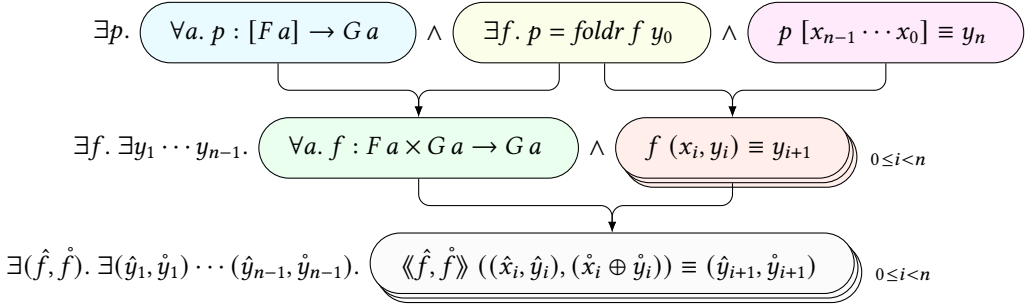 ∃p. ∀a. p : [F a] → G a ∧ ∃f. p = foldr f y₀ ∧ p [xₙ₋₁ ⋯ x₀] ≡ yₙ
∃f. ∃y₁ ⋯ yₙ₋₁. ∀a. f : F a × G a → G a ∧ f (xᵢ, yᵢ) ≡ yᵢ₊₁ 0≤i<n
∃(f̂, f̊). ∃(ŷ₁, ẙ₁) ⋯ (ŷₙ₋₁, ẙₙ₋₁). ⟪f̂, f̊⟫ ((x̂ᵢ, ŷᵢ), (x̊ᵢ ⊕ ẙᵢ)) ≡ (ŷᵢ₊₁, ẙᵢ₊₁) 0≤i<n